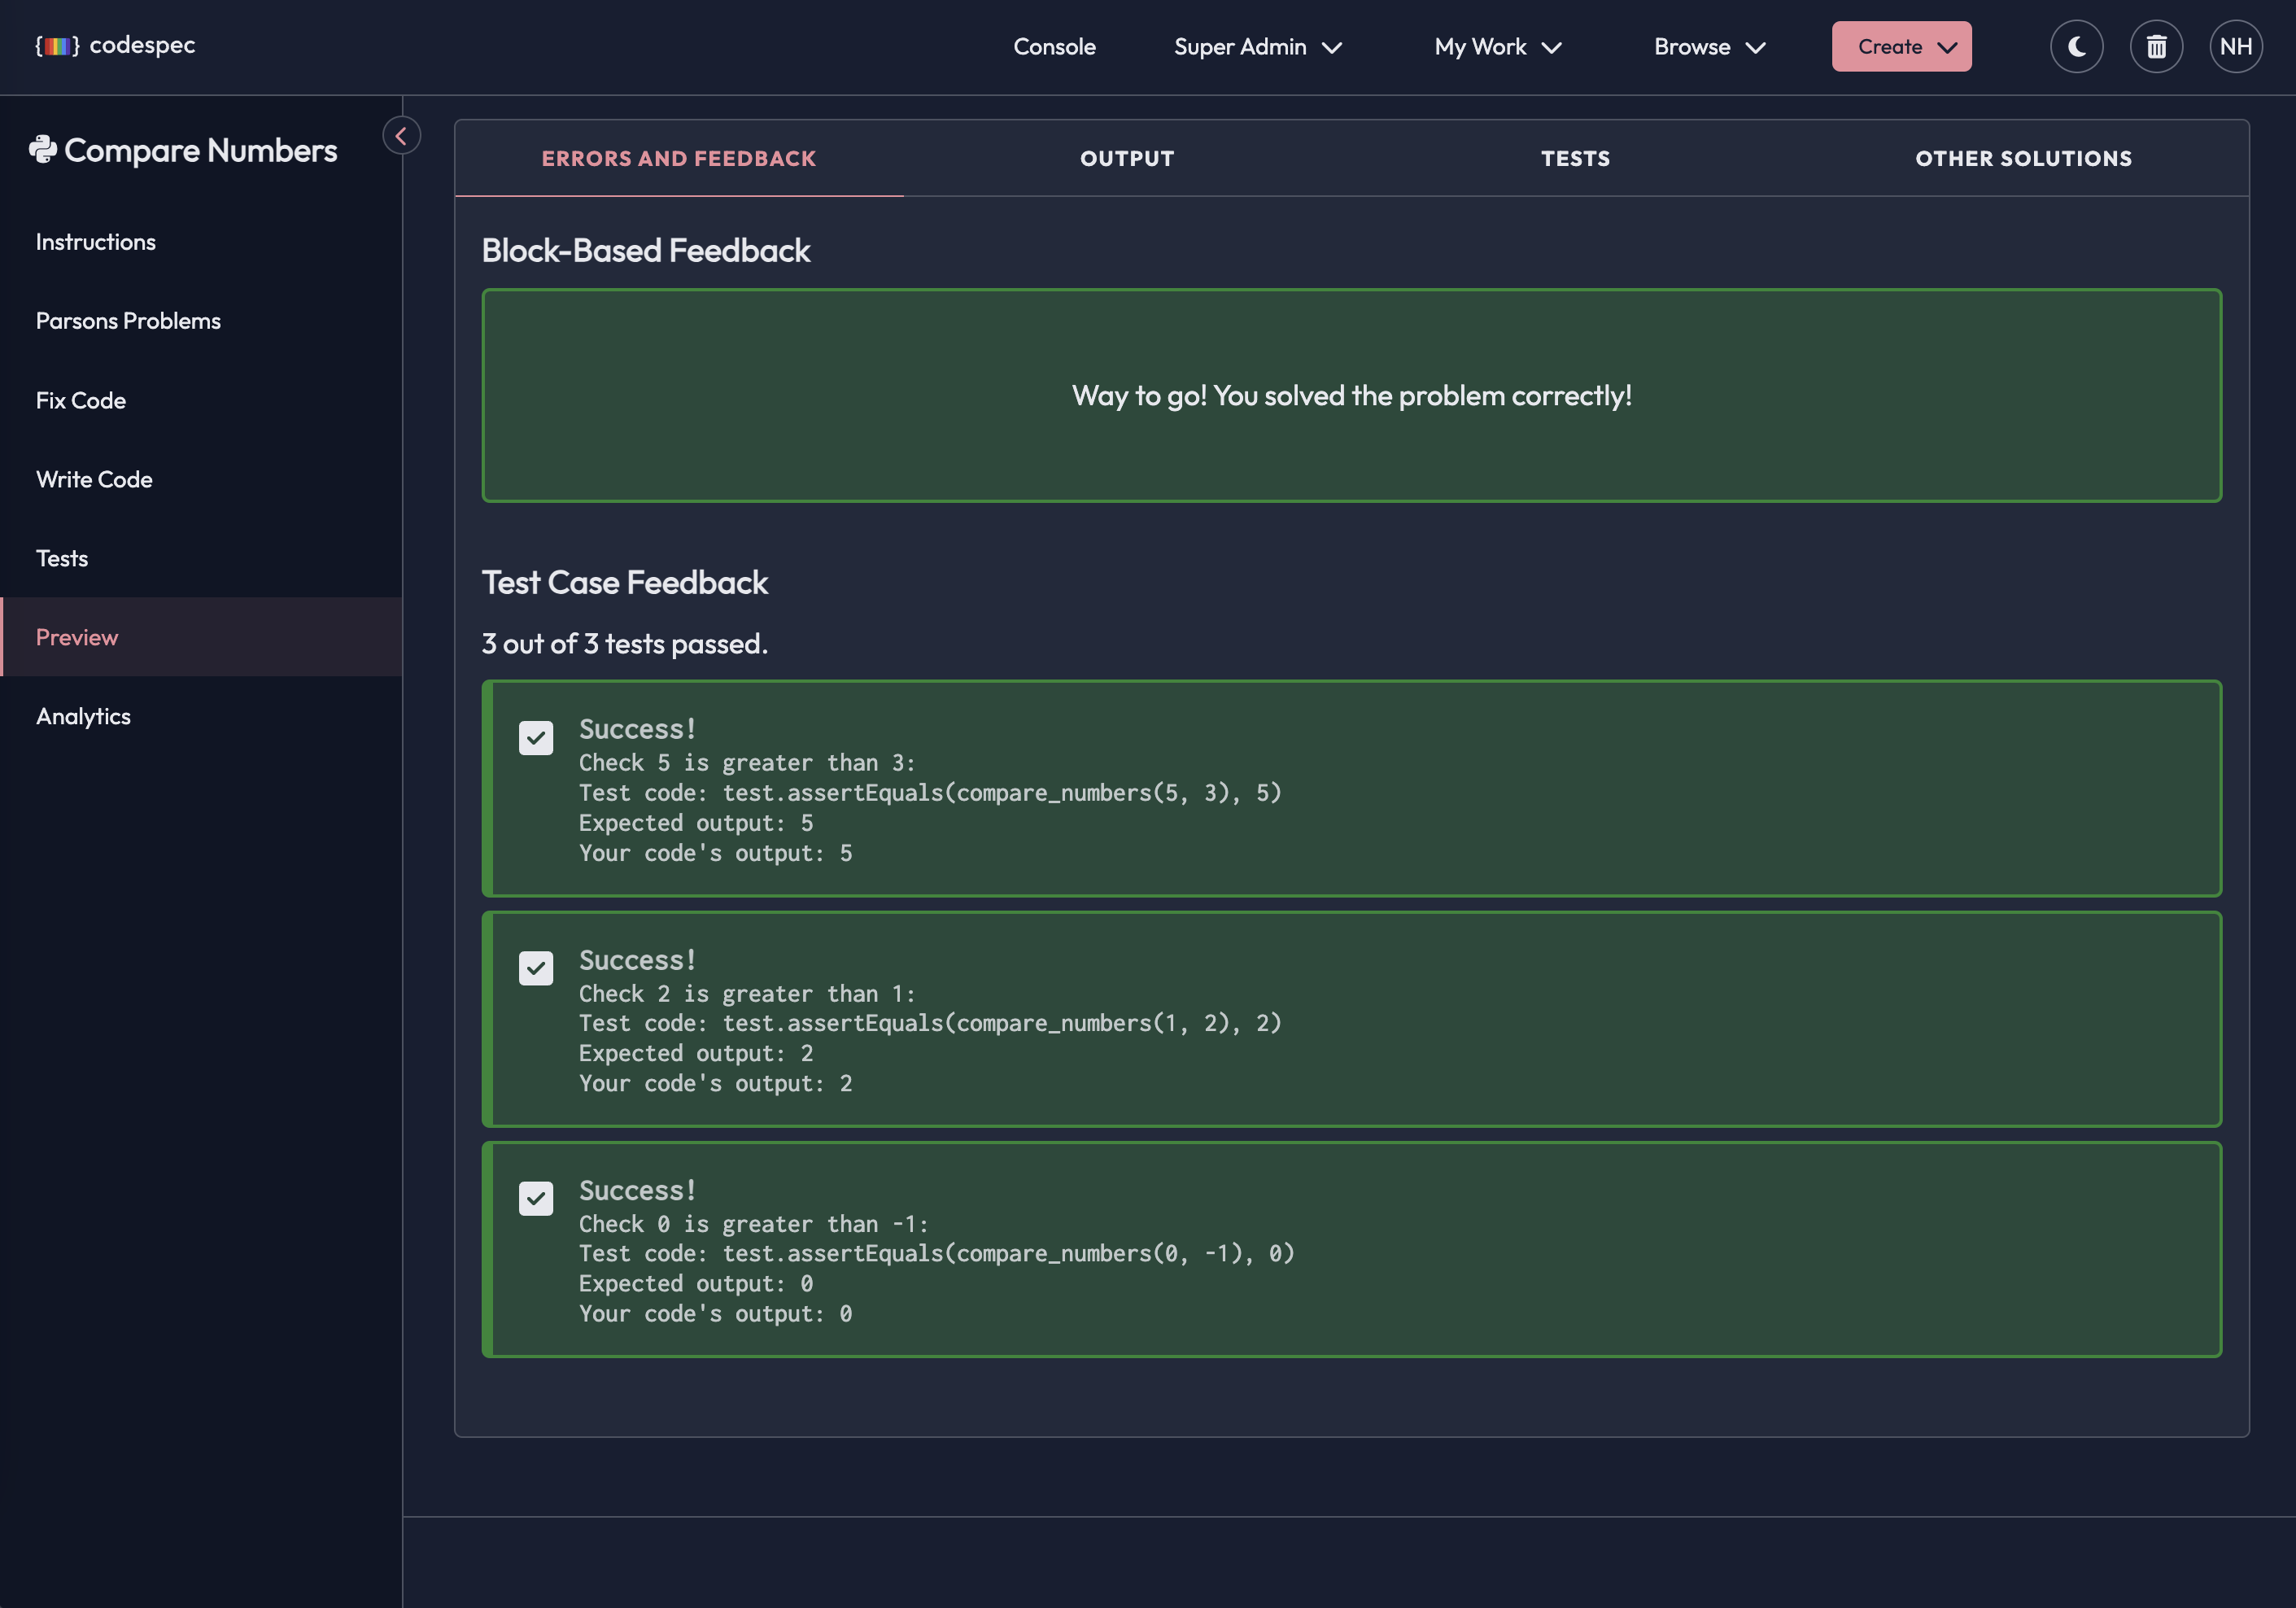 codespec
Console
Super Admin
My Work
Browse
Create
NH
Compare Numbers
Instructions
Parsons Problems
Fix Code
Write Code
Tests
Preview
Analytics
ERRORS AND FEEDBACK
OUTPUT
TESTS
OTHER SOLUTIONS
Block-Based Feedback
Way to go! You solved the problem correctly!
Test Case Feedback
3 out of 3 tests passed.
Success!
Check 5 is greater than 3:
Test code: test.assertEquals(compare_numbers(5, 3), 5)
Expected output: 5
Your code's output: 5
Success!
Check 2 is greater than 1:
Test code: test.assertEquals(compare_numbers(1, 2), 2)
Expected output: 2
Your code's output: 2
Success!
Check 0 is greater than -1:
Test code: test.assertEquals(compare_numbers(0, -1), 0)
Expected output: 0
Your code's output: 0